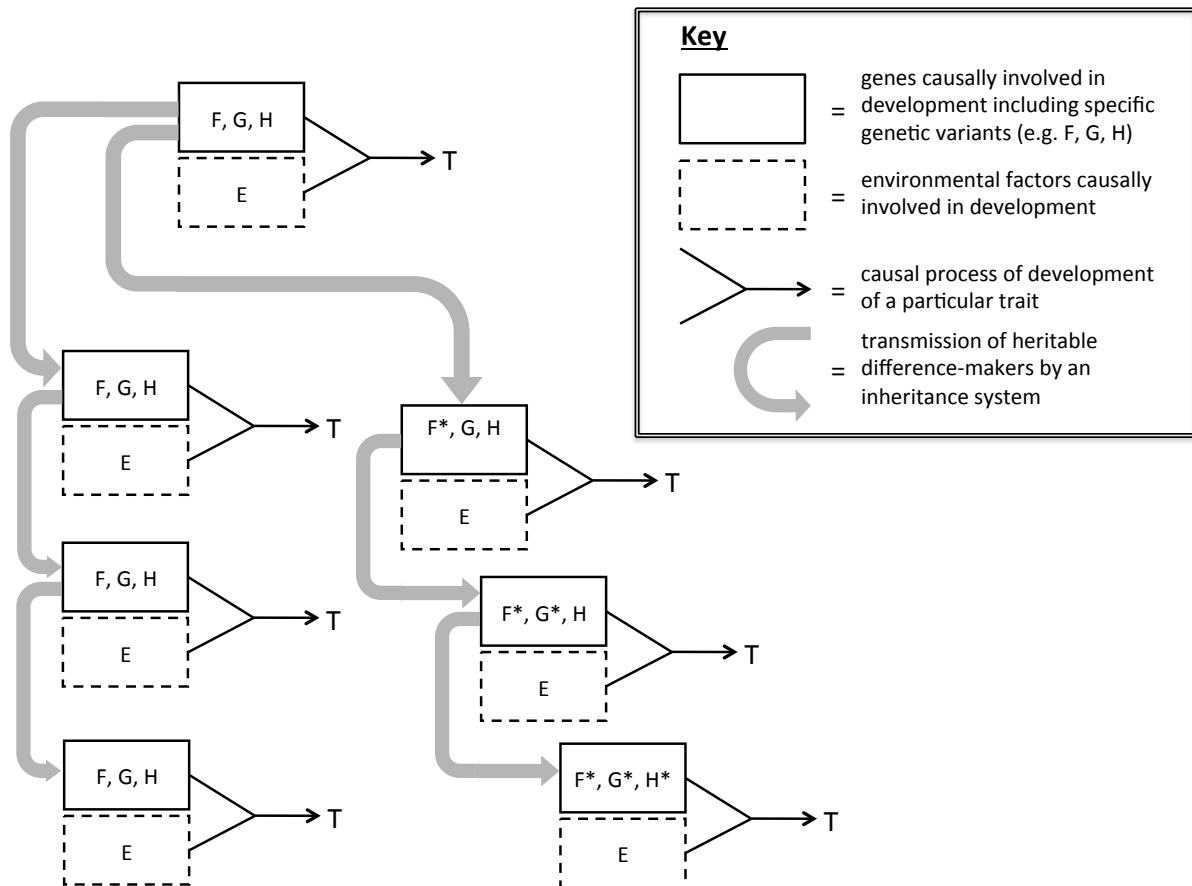 Key
genes causally involved in
= development including specific
genetic variants (e.g. F, G, H)
environmental factors causally
= involved in development
causal process of development
= of a particular trait
transmission of heritable
= difference-makers by an
inheritance system
F, G, H
T
E
F, G, H
T
E
F*, G, H
T
E
F, G, H
T
E
F*, G*, H
T
E
F, G, H
T
E
F*, G*, H*
T
E